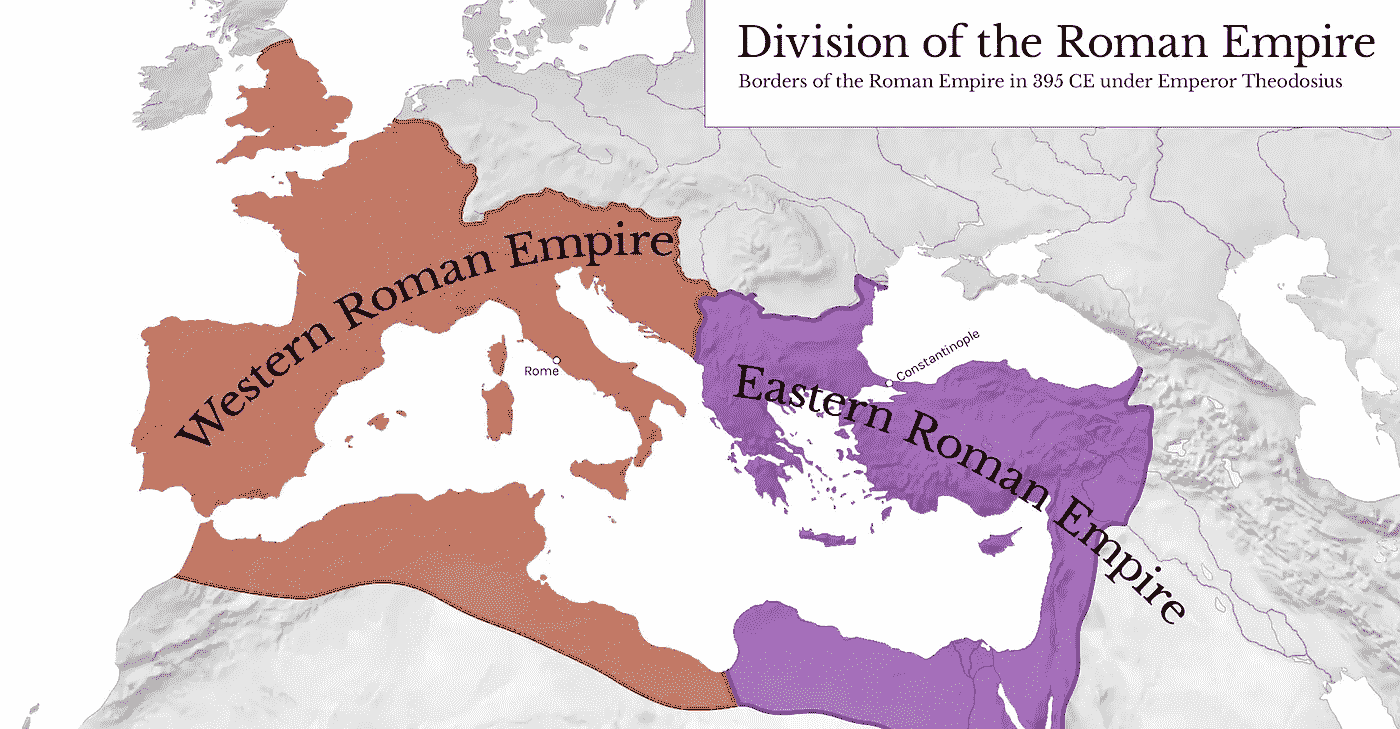 Division of the Roman Empire
Borders of the Roman Empire in 395 CE under Emperor Theodosius
Western Roman Empire
Rome
Constantinople
Eastern Roman Empire